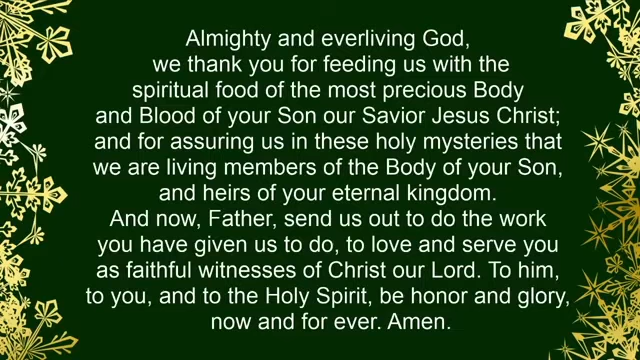 Almighty and everliving God,
we thank you for feeding us with the
spiritual food of the most precious Body
and Blood of your Son our Savior Jesus Christ;
and for assuring us in these holy mysteries that
we are living members of the Body of your Son,
and heirs of your eternal kingdom.
And now, Father, send us out to do the work
you have given us to do, to love and serve you
as faithful witnesses of Christ our Lord. To him,
to you, and to the Holy Spirit, be honor and glory,
now and for ever. Amen.